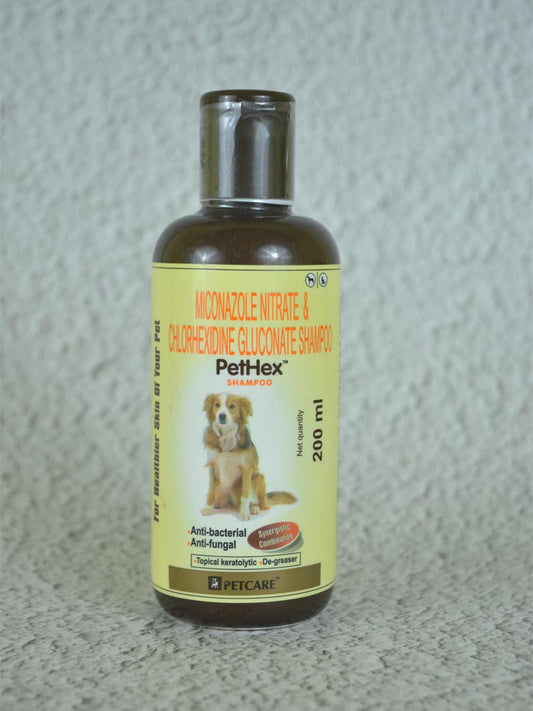 MICONAZOLE NITRATE &
CHLORHEXIDINE GLUCONATE SHAMPOO
PetHex™
SHAMPOO
For Healthier Skin Of Your Pet
Net quantity
200 ml
Anti-bacterial
Anti-fungal
Synergistic
Combination
Topical keratolytic De-greaser
PETCARE™